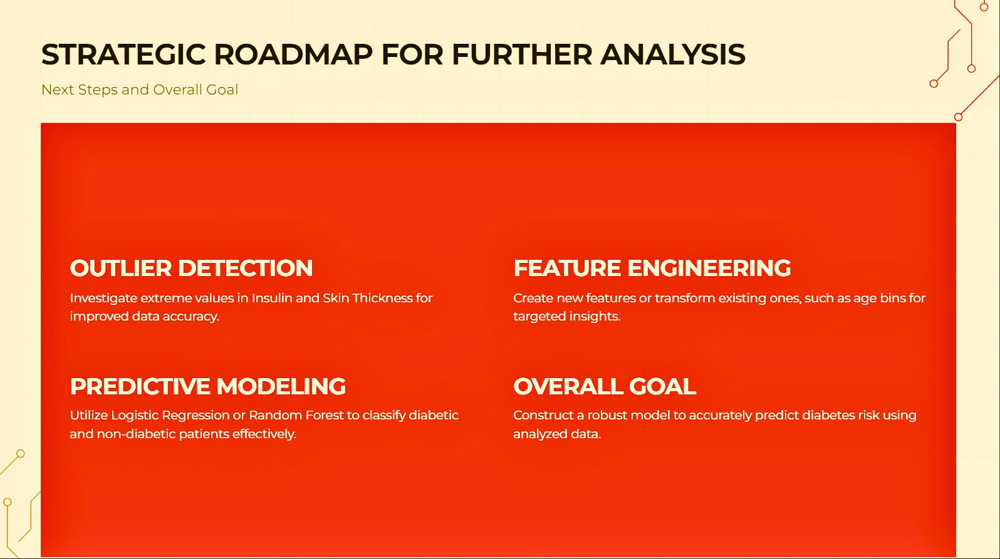 STRATEGIC ROADMAP FOR FURTHER ANALYSIS
Next Steps and Overall Goal
OUTLIER DETECTION
Investigate extreme values in Insulin and Skin Thickness for
improved data accuracy.
FEATURE ENGINEERING
Create new features or transform existing ones, such as age bins for
targeted insights.
PREDICTIVE MODELING
Utilize Logistic Regression or Random Forest to classify diabetic
and non-diabetic patients effectively.
OVERALL GOAL
Construct a robust model to accurately predict diabetes risk using
analyzed data.